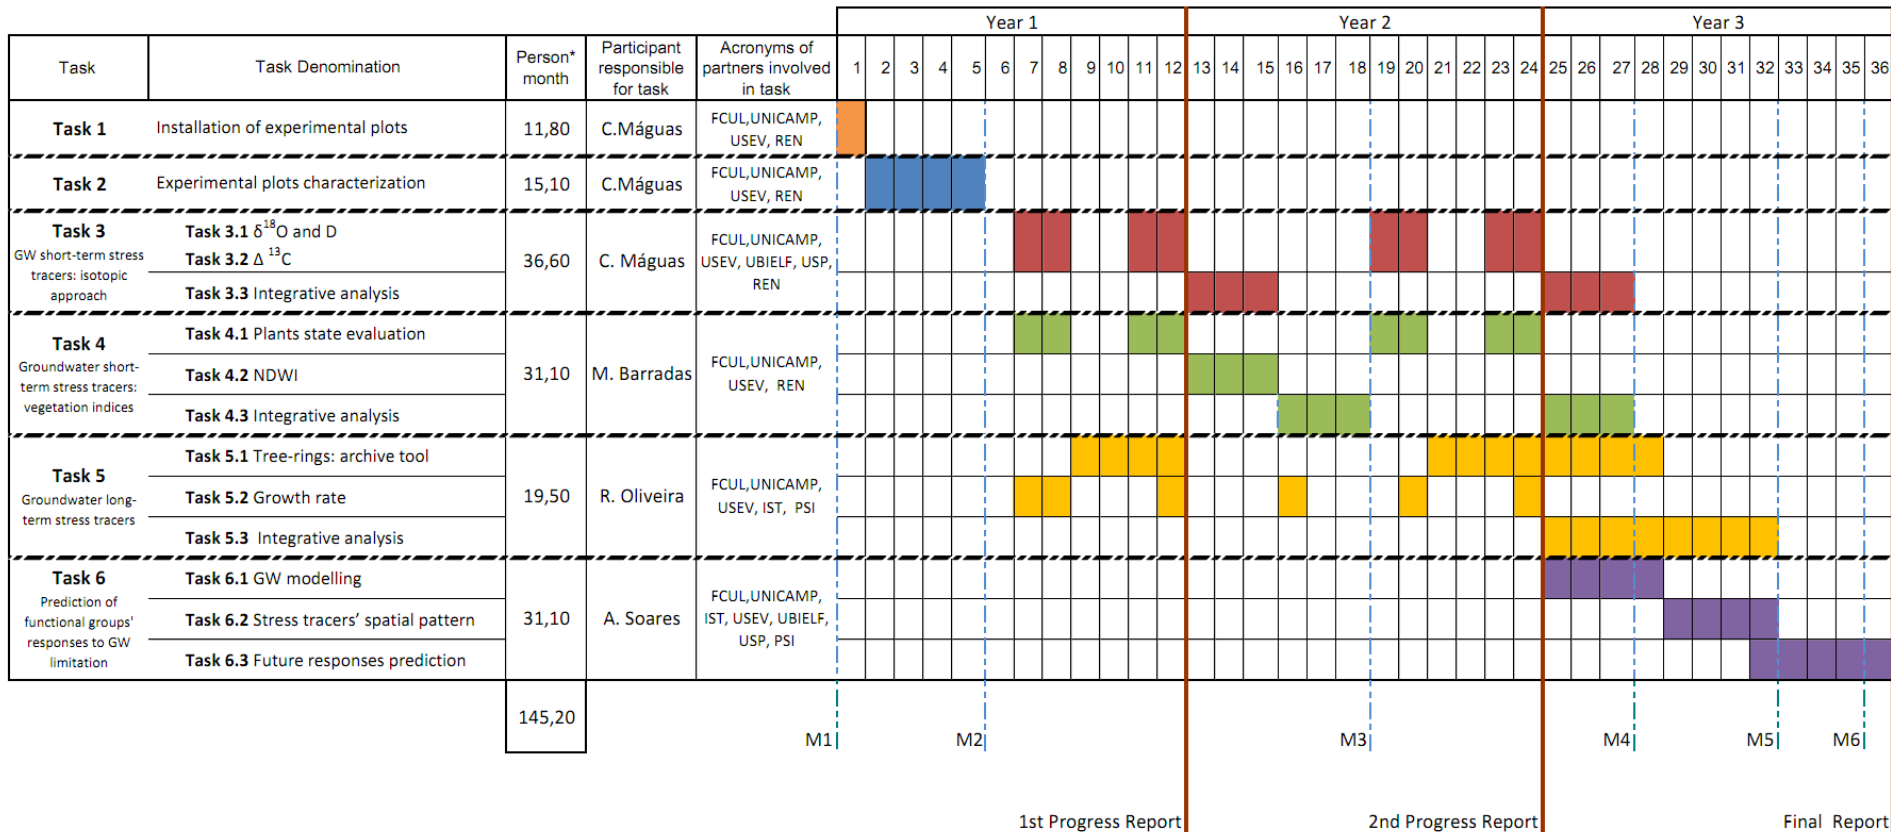 Year 1 Year 2 Year 3
Task Task Denomination Person* month Participant responsible for task Acronyms of partners involved in task 1 2 3 4 5 6 7 8 9 10 11 12 13 14 15 16 17 18 19 20 21 22 23 24 25 26 27 28 29 30 31 32 33 34 35 36
Task 1 Installation of experimental plots 11,80 C.Máguas FCUL,UNICAMP,
USEV, REN
Task 2 Experimental plots characterization 15,10 C.Máguas FCUL,UNICAMP,
USEV, REN
Task 3
GW short-term stress
tracers: isotopic
approach
Task 3.1 δ18O and D
Task 3.2 Δ 13C
Task 3.3 Integrative analysis
36,60 C. Máguas
FCUL,UNICAMP,
USEV, UBIELF, USP,
REN
Task 4
Groundwater short-
term stress tracers:
vegetation indices
Task 4.1 Plants state evaluation
Task 4.2 NDWI
Task 4.3 Integrative analysis
31,10 M. Barradas
FCUL,UNICAMP,
USEV, REN
Task 5
Groundwater long-
term stress tracers
Task 5.1 Tree-rings: archive tool
Task 5.2 Growth rate
Task 5.3 Integrative analysis
19,50 R. Oliveira
FCUL,UNICAMP,
USEV, IST, PSI
Task 6
Prediction of
functional groups'
responses to GW
limitation
Task 6.1 GW modelling
Task 6.2 Stress tracers’ spatial pattern
Task 6.3 Future responses prediction
31,10 A. Soares
FCUL,UNICAMP,
IST, USEV, UBIELF,
USP, PSI
145,20
M1 M2 M3 M4 M5 M6
1st Progress Report 2nd Progress Report Final Report